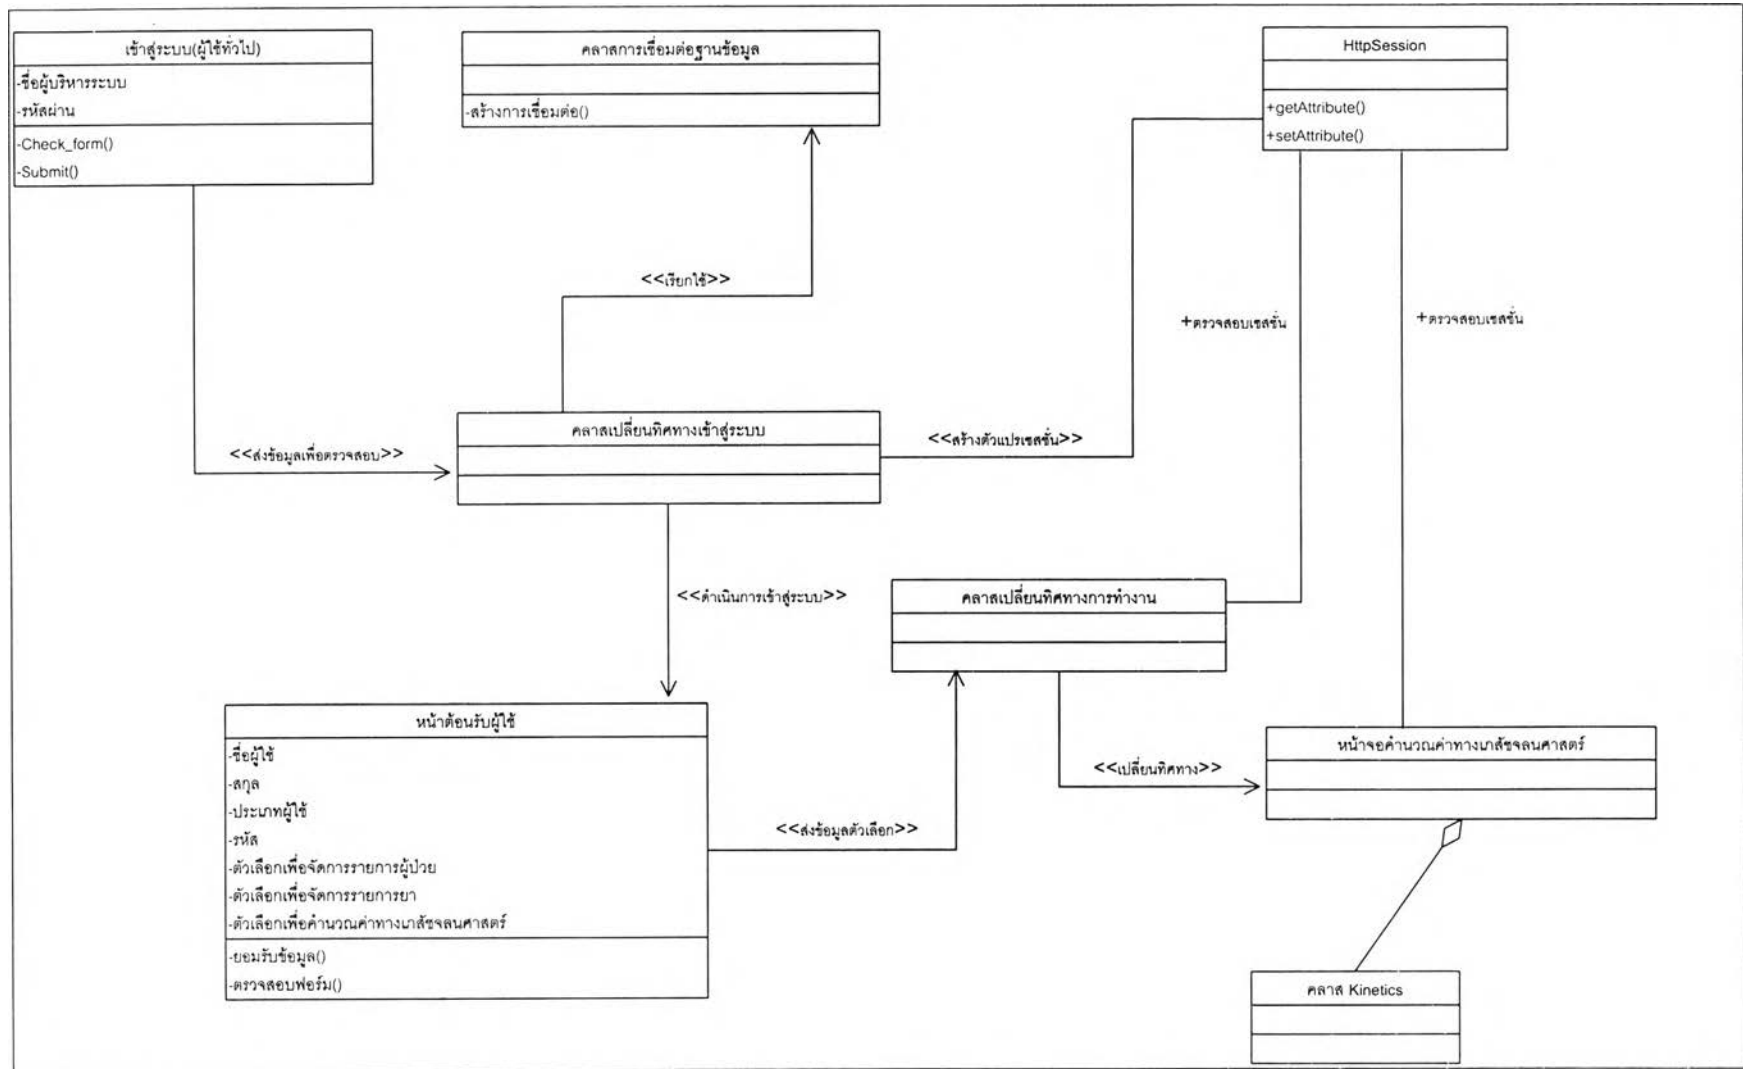 เข้าสู่ระบบ(ผู้ใช้ทั่วไป)
-ชื่อผู้บริหารระบบ
-รหัสผ่าน
-Check_form()
-Submit()
คลาสการเชื่อมต่อฐานข้อมูล
-สร้างการเชื่อมต่อ()
HttpSession
+getAttribute()
+setAttribute()
<<เรียกใช้>>
+ตรวจสอบเซสชั่น
+ตรวจสอบเซสชั่น
<<ส่งข้อมูลเพื่อตรวจสอบ>>
คลาสเปลี่ยนทิศทางเข้าสู่ระบบ
<<สร้างตัวแปรเซสชั่น>>
<<ดำเนินการเข้าสู่ระบบ>>
คลาสเปลี่ยนทิศทางการทำงาน
หน้าต้อนรับผู้ใช้
-ชื่อผู้ใช้
-สกุล
-ประเภทผู้ใช้
-รหัส
-ตัวเลือกเพื่อจัดการรายการผู้ป่วย
-ตัวเลือกเพื่อจัดการรายการยา
-ตัวเลือกเพื่อคำนวณค่าทางเภสัชจลนศาสตร์
-ยอมรับข้อมูล()
-ตรวจสอบฟอร์ม()
<<ส่งข้อมูลตัวเลือก>>
<<เปลี่ยนทิศทาง>>
หน้าจอคำนวณค่าทางเภสัชจลนศาสตร์
คลาส Kinetics